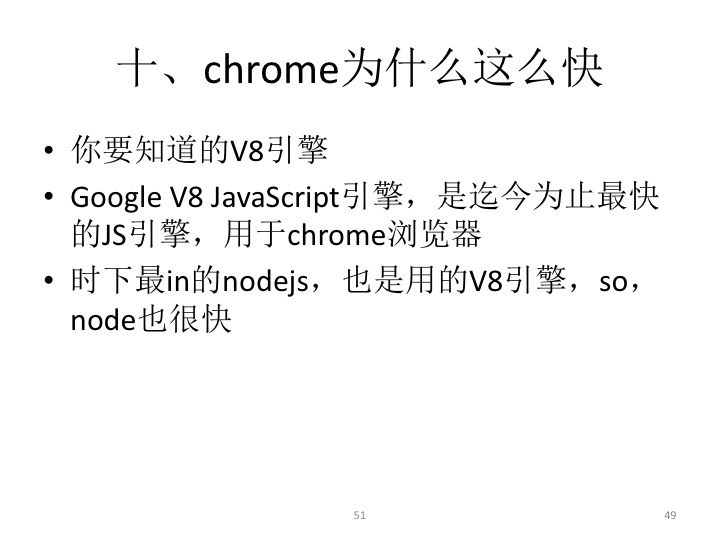 十、chrome为什么这么快
• 你要知道的V8引擎
• Google V8 JavaScript引擎，是迄今为止最快
的JS引擎，用于chrome浏览器
• 时下最in的nodejs，也是用的V8引擎，so，
node也很快
51
49